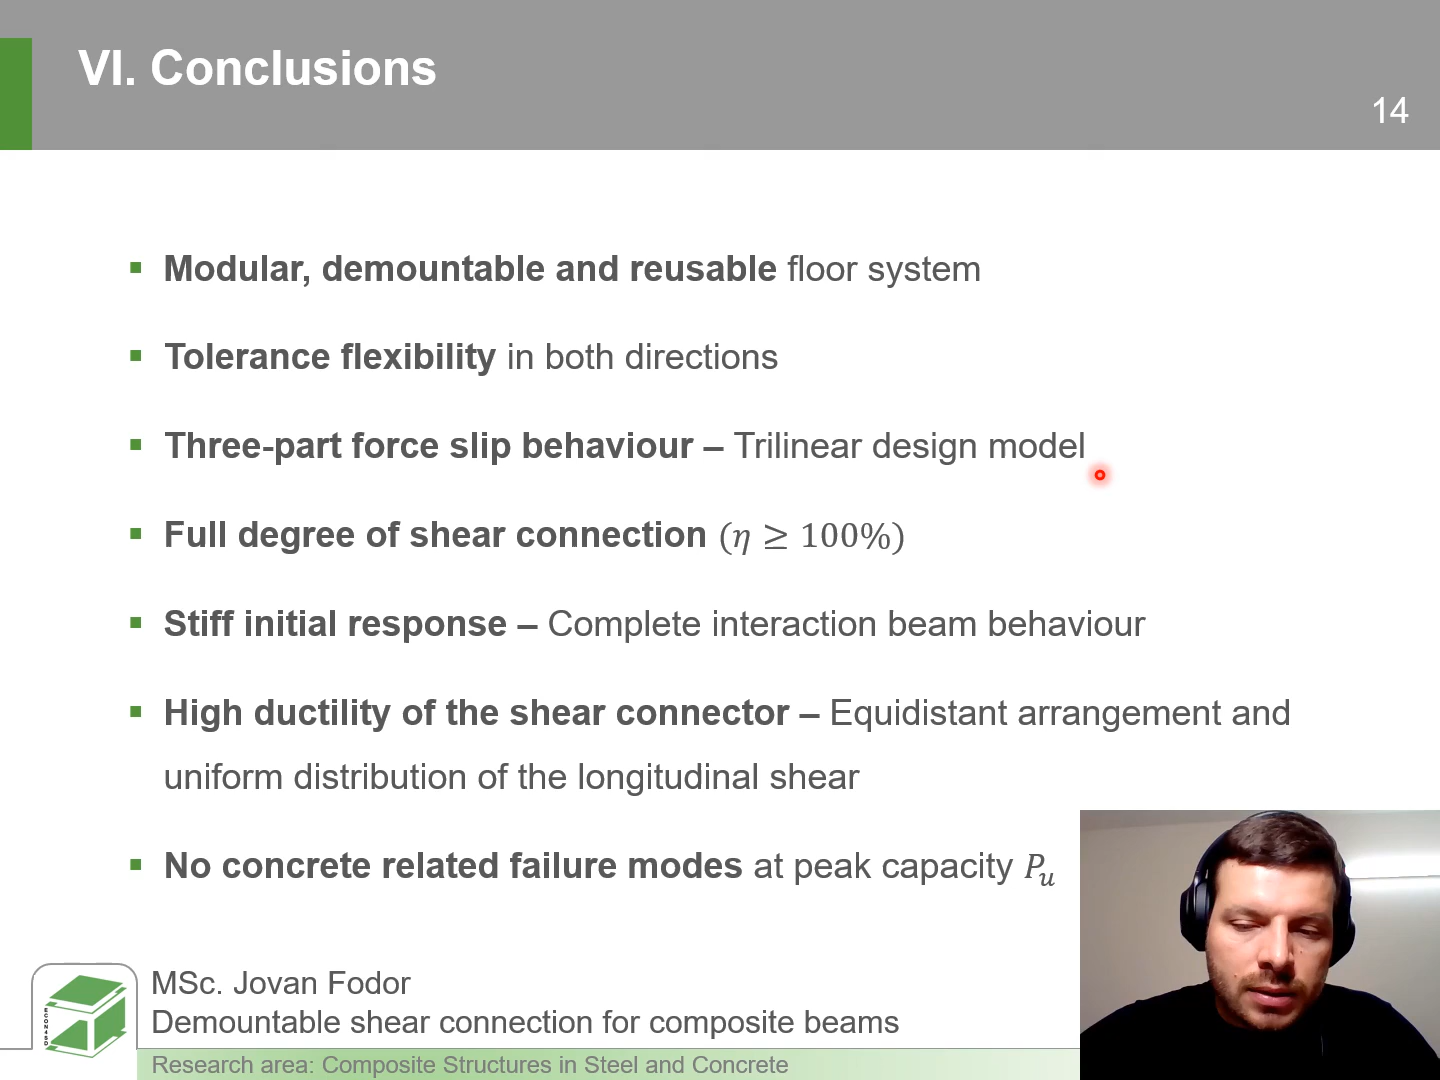 VI. Conclusions
14
▪ Modular, demountable and reusable floor system
▪ Tolerance flexibility in both directions
▪ Three-part force slip behaviour – Trilinear design model
▪ Full degree of shear connection (η ≥ 100%)
▪ Stiff initial response – Complete interaction beam behaviour
▪ High ductility of the shear connector – Equidistant arrangement and
uniform distribution of the longitudinal shear
▪ No concrete related failure modes at peak capacity Pᵤ
MSc. Jovan Fodor
Demountable shear connection for composite beams
Research area: Composite Structures in Steel and Concrete